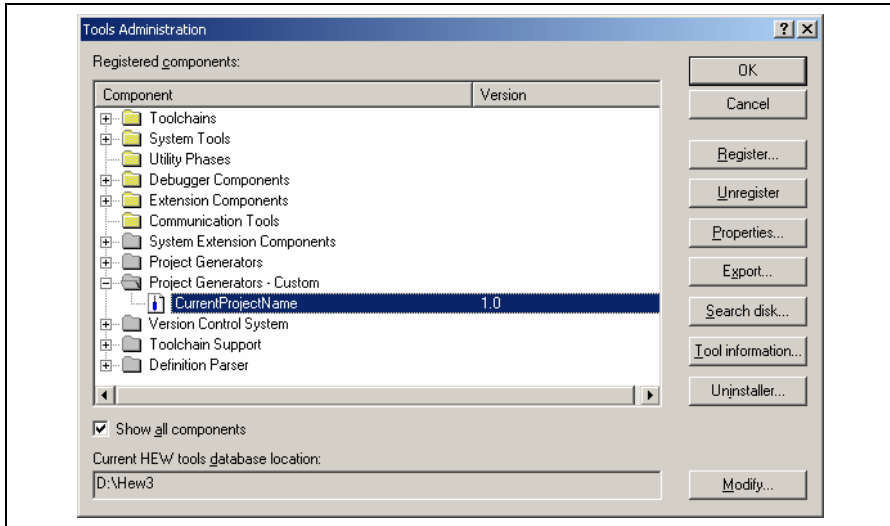 Tools Administration
Registered components:
Component Version
Toolchains
System Tools
Utility Phases
Debugger Components
Extension Components
Communication Tools
System Extension Components
Project Generators
Project Generators - Custom
CurrentProjectName 1.0
Version Control System
Toolchain Support
Definition Parser
Show all components
Current HEW tools database location:
D:\Hew3
OK
Cancel
Register...
Unregister
Properties...
Export...
Search disk...
Tool information...
Uninstaller...
Modify...